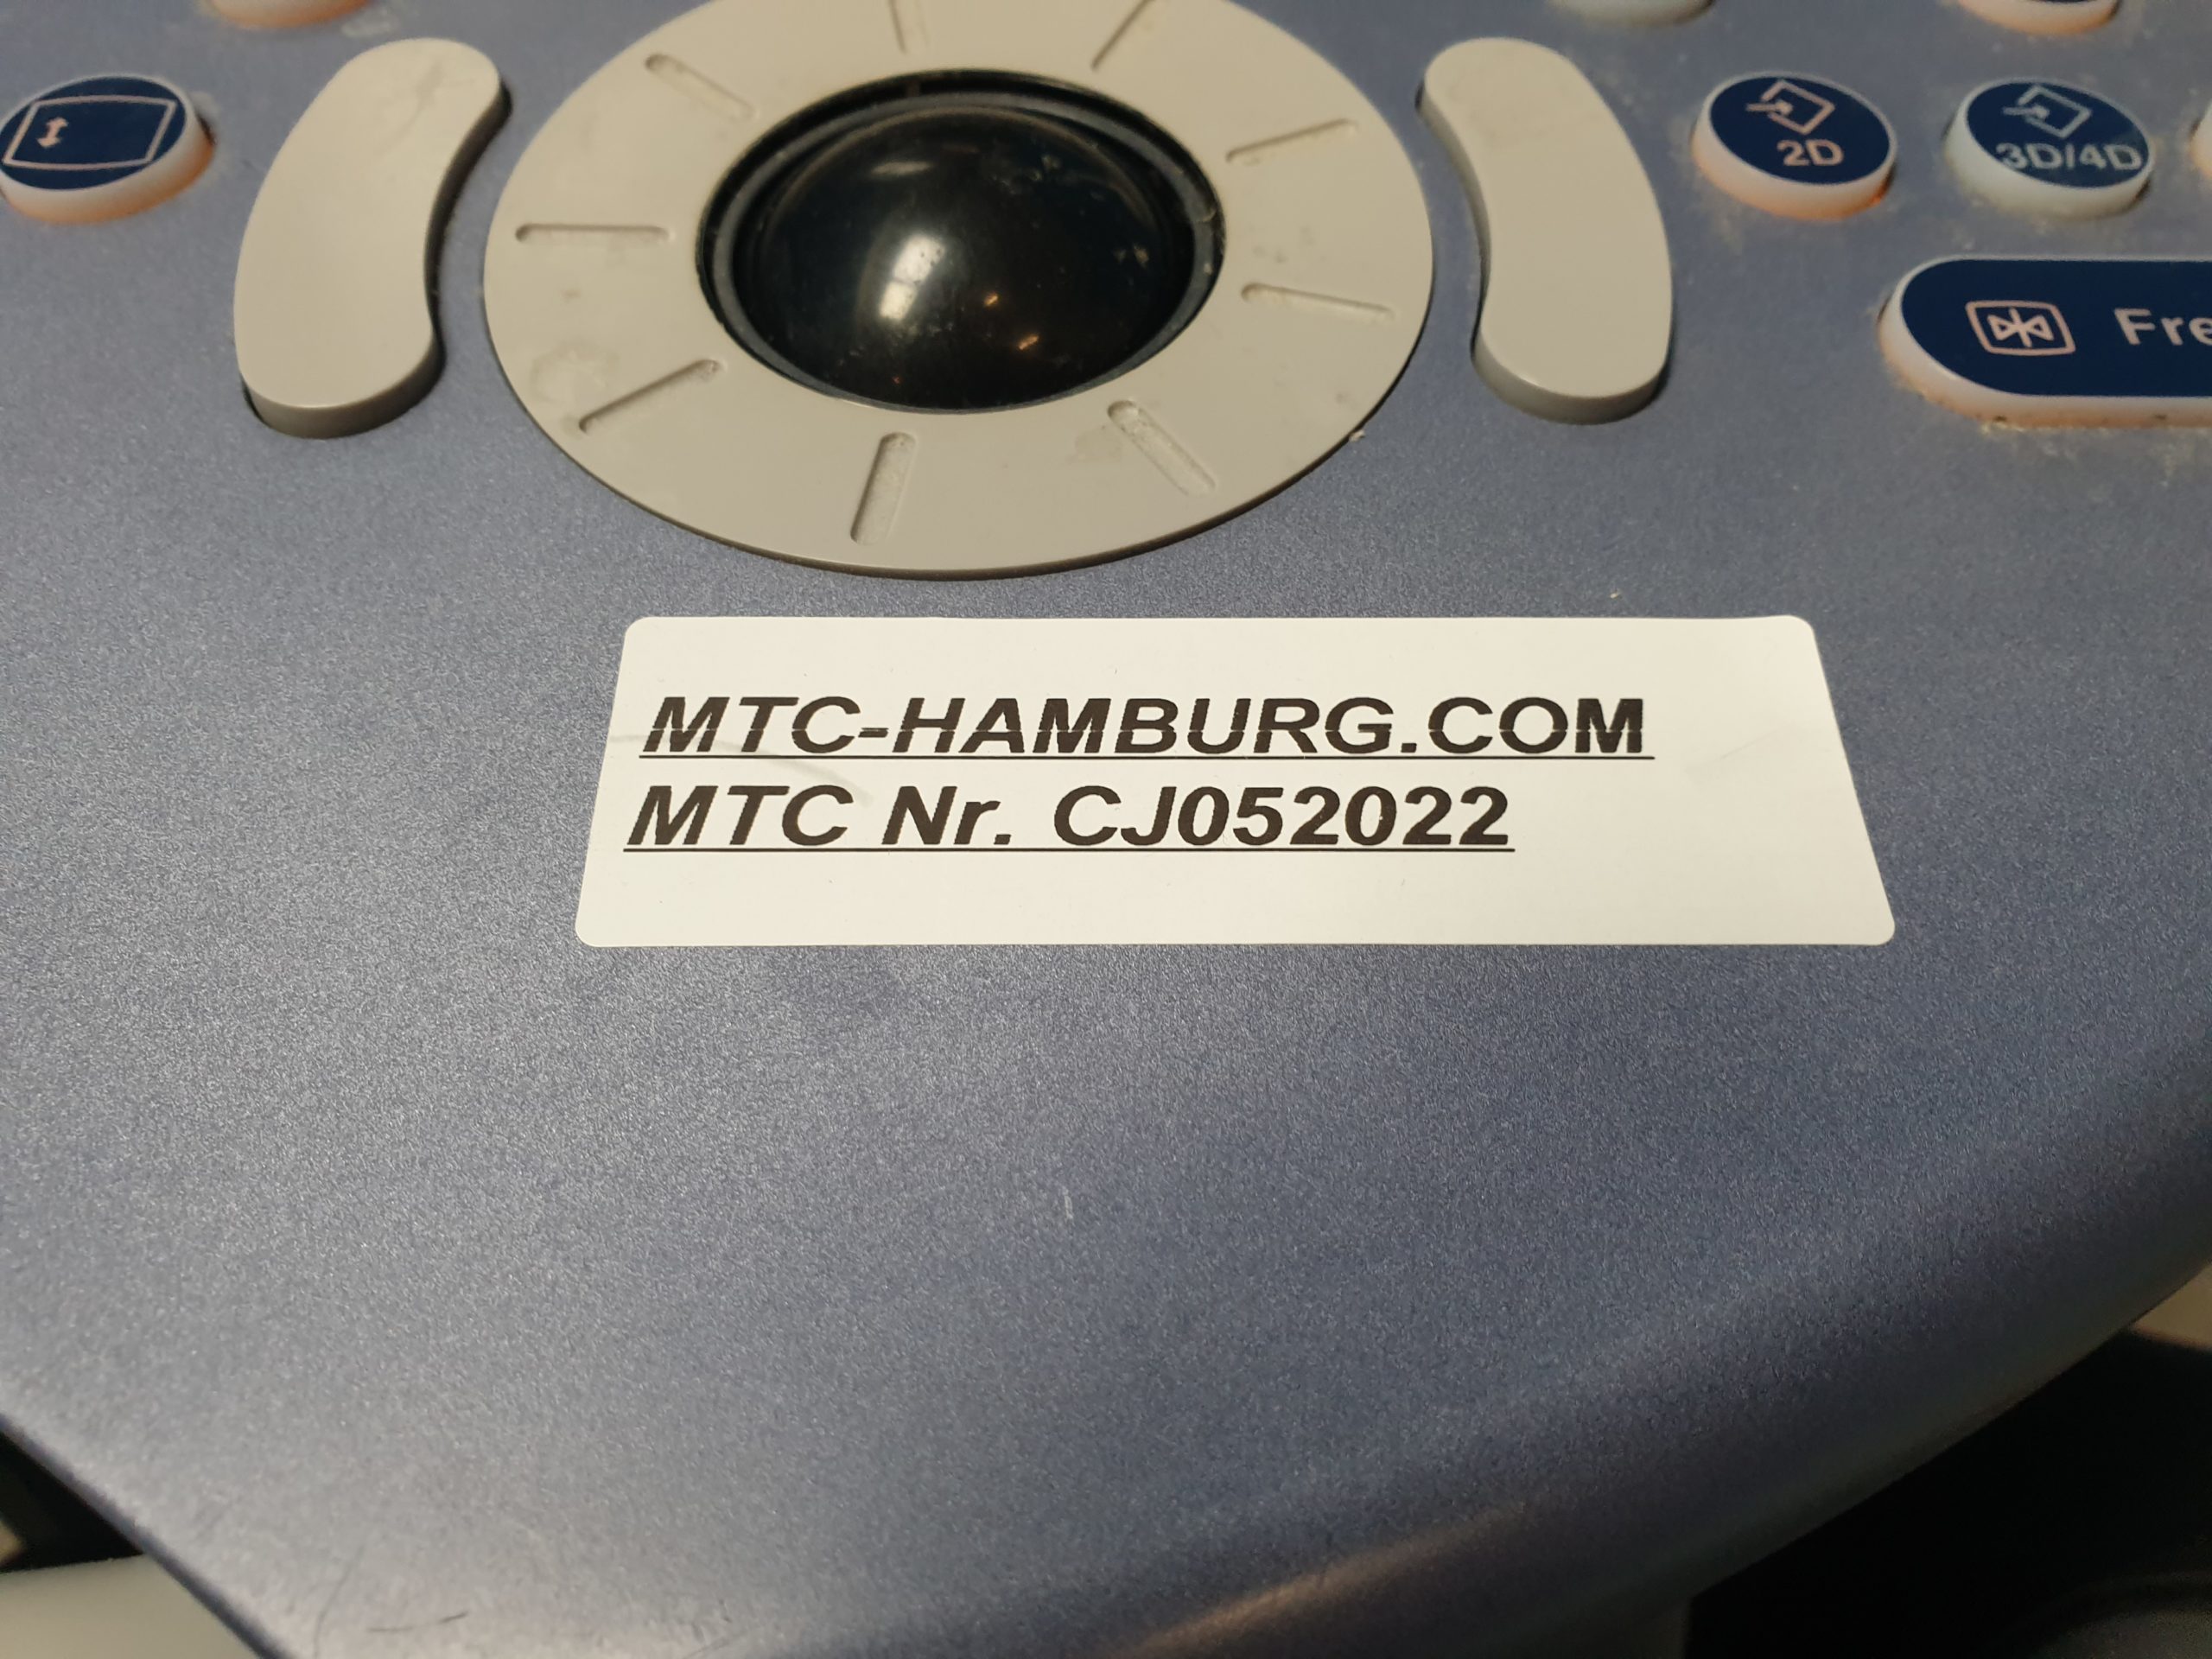 2D
3D/4D
Fre
MTC-HAMBURG.COM
MTC Nr. CJ052022